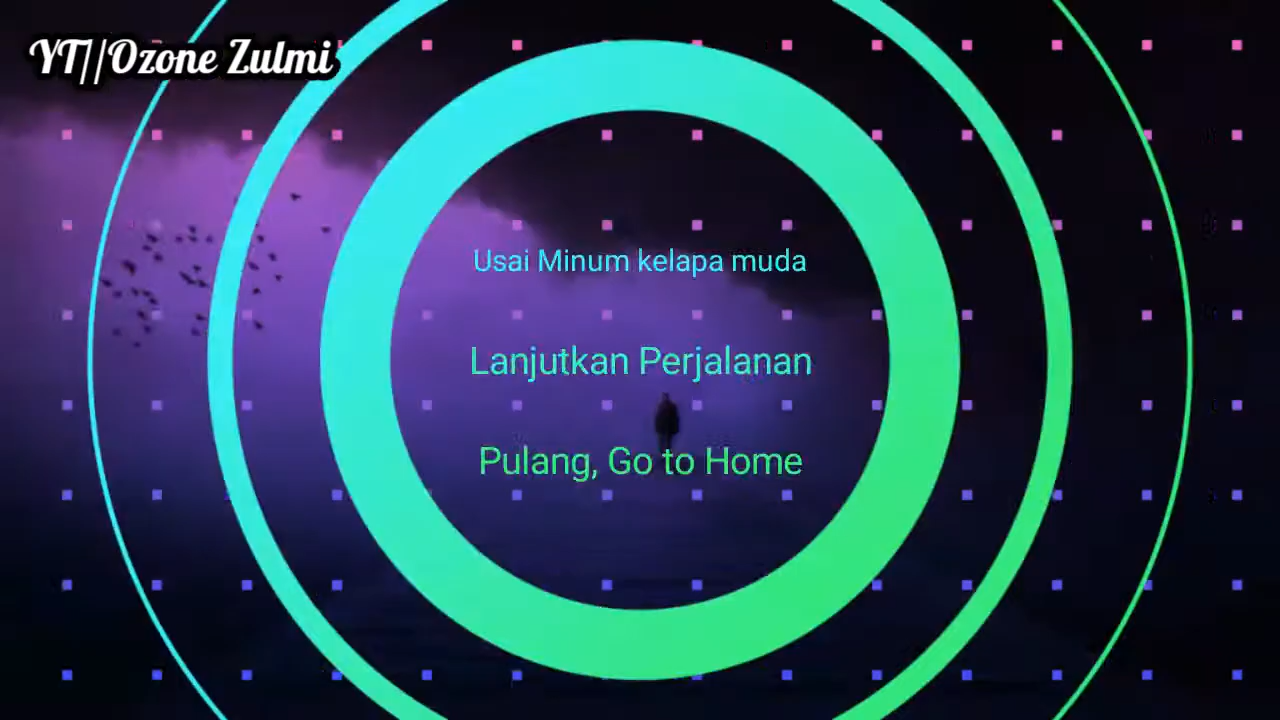 YT//Ozone Zulmi
Usai Minum kelapa muda
Lanjutkan Perjalanan
Pulang, Go to Home